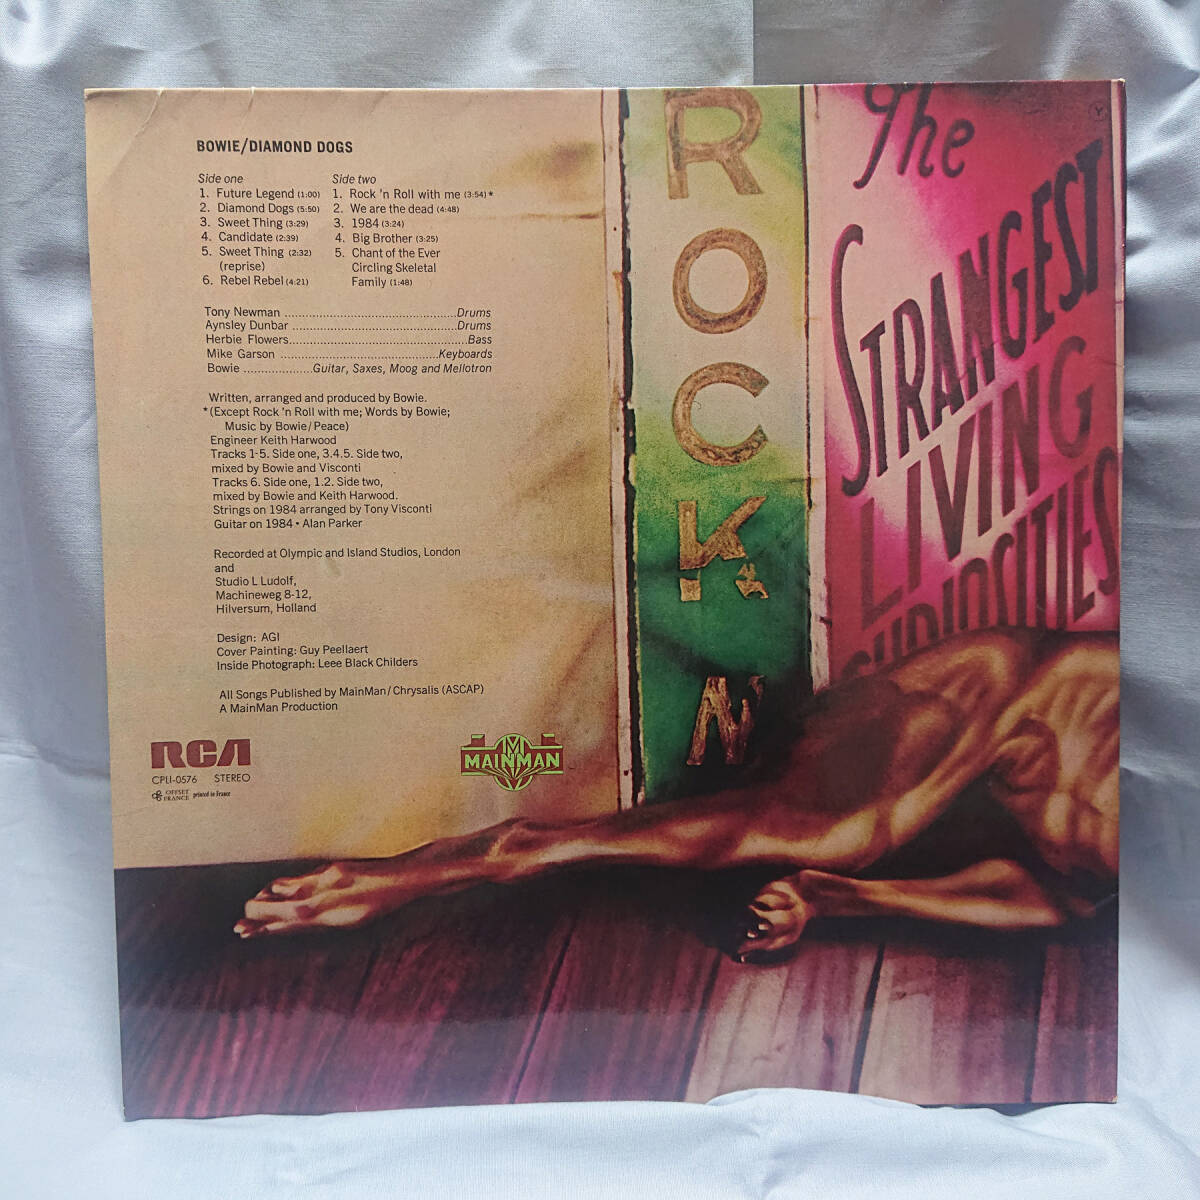 BOWIE/DIAMOND DOGS
Side one
1. Future Legend (1:00)
2. Diamond Dogs (5:50)
3. Sweet Thing (3:29)
4. Candidate (2:39)
5. Sweet Thing (2:32)
(reprise)
6. Rebel Rebel (4:21)
Side two
1. Rock 'n Roll with me (3:54)*
2. We are the dead (4:48)
3. 1984 (3:24)
4. Big Brother (3:25)
5. Chant of the Ever
Circling Skeletal
Family (1:48)
Tony Newman ............................................Drums
Aynsley Dunbar ..........................................Drums
Herbie Flowers.............................................Bass
Mike Garson .......................................Keyboards
Bowie ...................Guitar, Saxes, Moog and Mellotron
Written, arranged and produced by Bowie.
*(Except Rock 'n Roll with me; Words by Bowie;
Music by Bowie/Peace)
Engineer Keith Harwood
Tracks 1-5. Side one, 3.4.5. Side two,
mixed by Bowie and Visconti
Tracks 6. Side one, 1.2. Side two,
mixed by Bowie and Keith Harwood.
Strings on 1984 arranged by Tony Visconti
Guitar on 1984 • Alan Parker
Recorded at Olympic and Island Studios, London
and
Studio L Ludolf,
Machineweg 8-12,
Hilversum, Holland
Design: AGI
Cover Painting: Guy Peellaert
Inside Photograph: Leee Black Childers
All Songs Published by MainMan/Chrysalis (ASCAP)
A MainMan Production
RCA
CPLI-0576 STEREO
OFFSET
FRANCE printed in France
M
MAINMAN
ROCK N
The
STRANGEST
LIVING
CURIOSITIES
Y